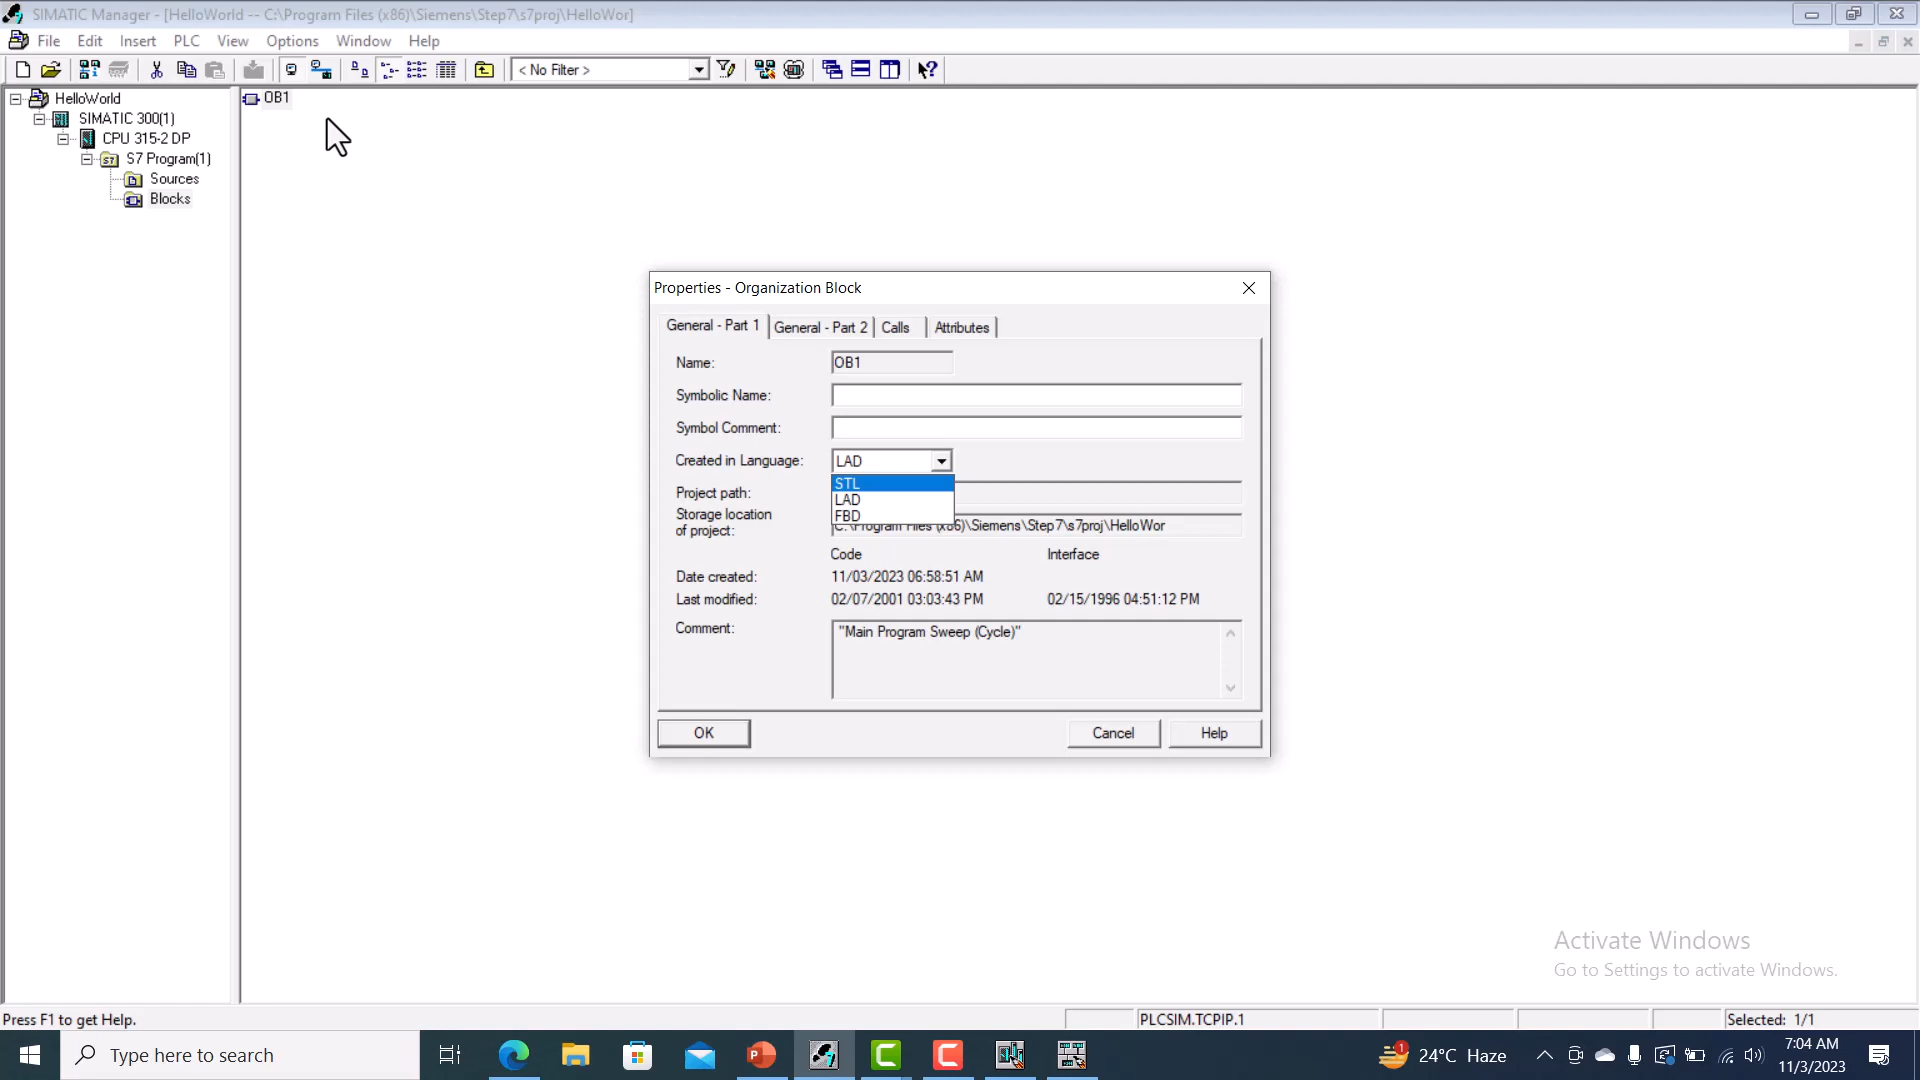 SIMATIC Manager - [HelloWorld -- C:\Program Files (x86)\Siemens\Step7\s7proj\HelloWor]
File Edit Insert PLC View Options Window Help
< No Filter >
HelloWorld
SIMATIC 300(1)
CPU 315-2 DP
S7 Program(1)
Sources
Blocks
OB1
Properties - Organization Block
General - Part 1 General - Part 2 Calls Attributes
Name: OB1
Symbolic Name:
Symbol Comment:
Created in Language: LAD
STL
LAD
FBD
Project path:
Storage location
of project: C:\Program Files (x86)\Siemens\Step7\s7proj\HelloWor
Code Interface
Date created: 11/03/2023 06:58:51 AM
Last modified: 02/07/2001 03:03:43 PM 02/15/1996 04:51:12 PM
Comment: "Main Program Sweep (Cycle)"
OK Cancel Help
Activate Windows
Go to Settings to activate Windows.
Press F1 to get Help. PLCSIM.TCPIP.1 Selected: 1/1
Type here to search 24°C Haze 7:04 AM
11/3/2023